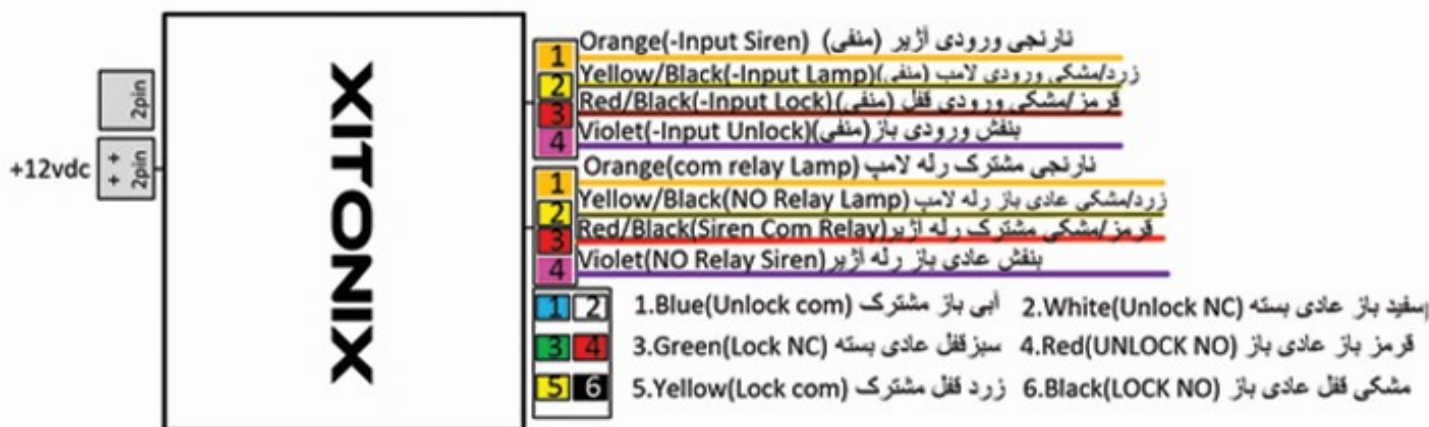 Orange(-Input Siren) نارنجی ورودی آژیر (منفی)
1
Yellow/Black(-Input Lamp)زرد/مشکی ورودی لامپ (منفی)
2
Red/Black(-Input Lock)قرمز/مشکی ورودی قفل (منفی)
3
Violet(-Input Unlock)بنفش ورودی باز(منفی)
4
2pin
+12vdc
+ + 2pin
XITONIX
Orange(com relay Lamp) نارنجی مشترک رله لامپ
1
Yellow/Black(NO Relay Lamp) زرد/مشکی عادی باز رله لامپ
2
Red/Black(Siren Com Relay)قرمز/مشکی مشترک رله اژیر
3
Violet(NO Relay Siren)بنفش عادی باز رله اژیر
4
1 2 1.Blue(Unlock com) آبی باز مشترک 2.White(Unlock NC) سفید باز عادی بسته
3 4 3.Green(Lock NC) سبزقفل عادی بسته 4.Red(UNLOCK NO) قرمز باز عادی باز
5 6 5.Yellow(Lock com) زرد قفل مشترک 6.Black(LOCK NO) مشکی قفل عادی باز